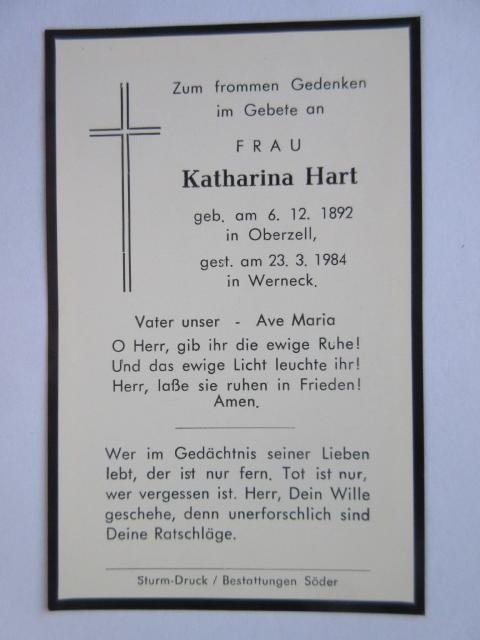 Zum frommen Gedenken
im Gebete an
FRAU
Katharina Hart
geb. am 6. 12. 1892
in Oberzell,
gest. am 23. 3. 1984
in Werneck.
Vater unser - Ave Maria
O Herr, gib ihr die ewige Ruhe!
Und das ewige Licht leuchte ihr!
Herr, laße sie ruhen in Frieden!
Amen.
Wer im Gedächtnis seiner Lieben
lebt, der ist nur fern. Tot ist nur,
wer vergessen ist. Herr, Dein Wille
geschehe, denn unerforschlich sind
Deine Ratschläge.
Sturm-Druck / Bestattungen Söder